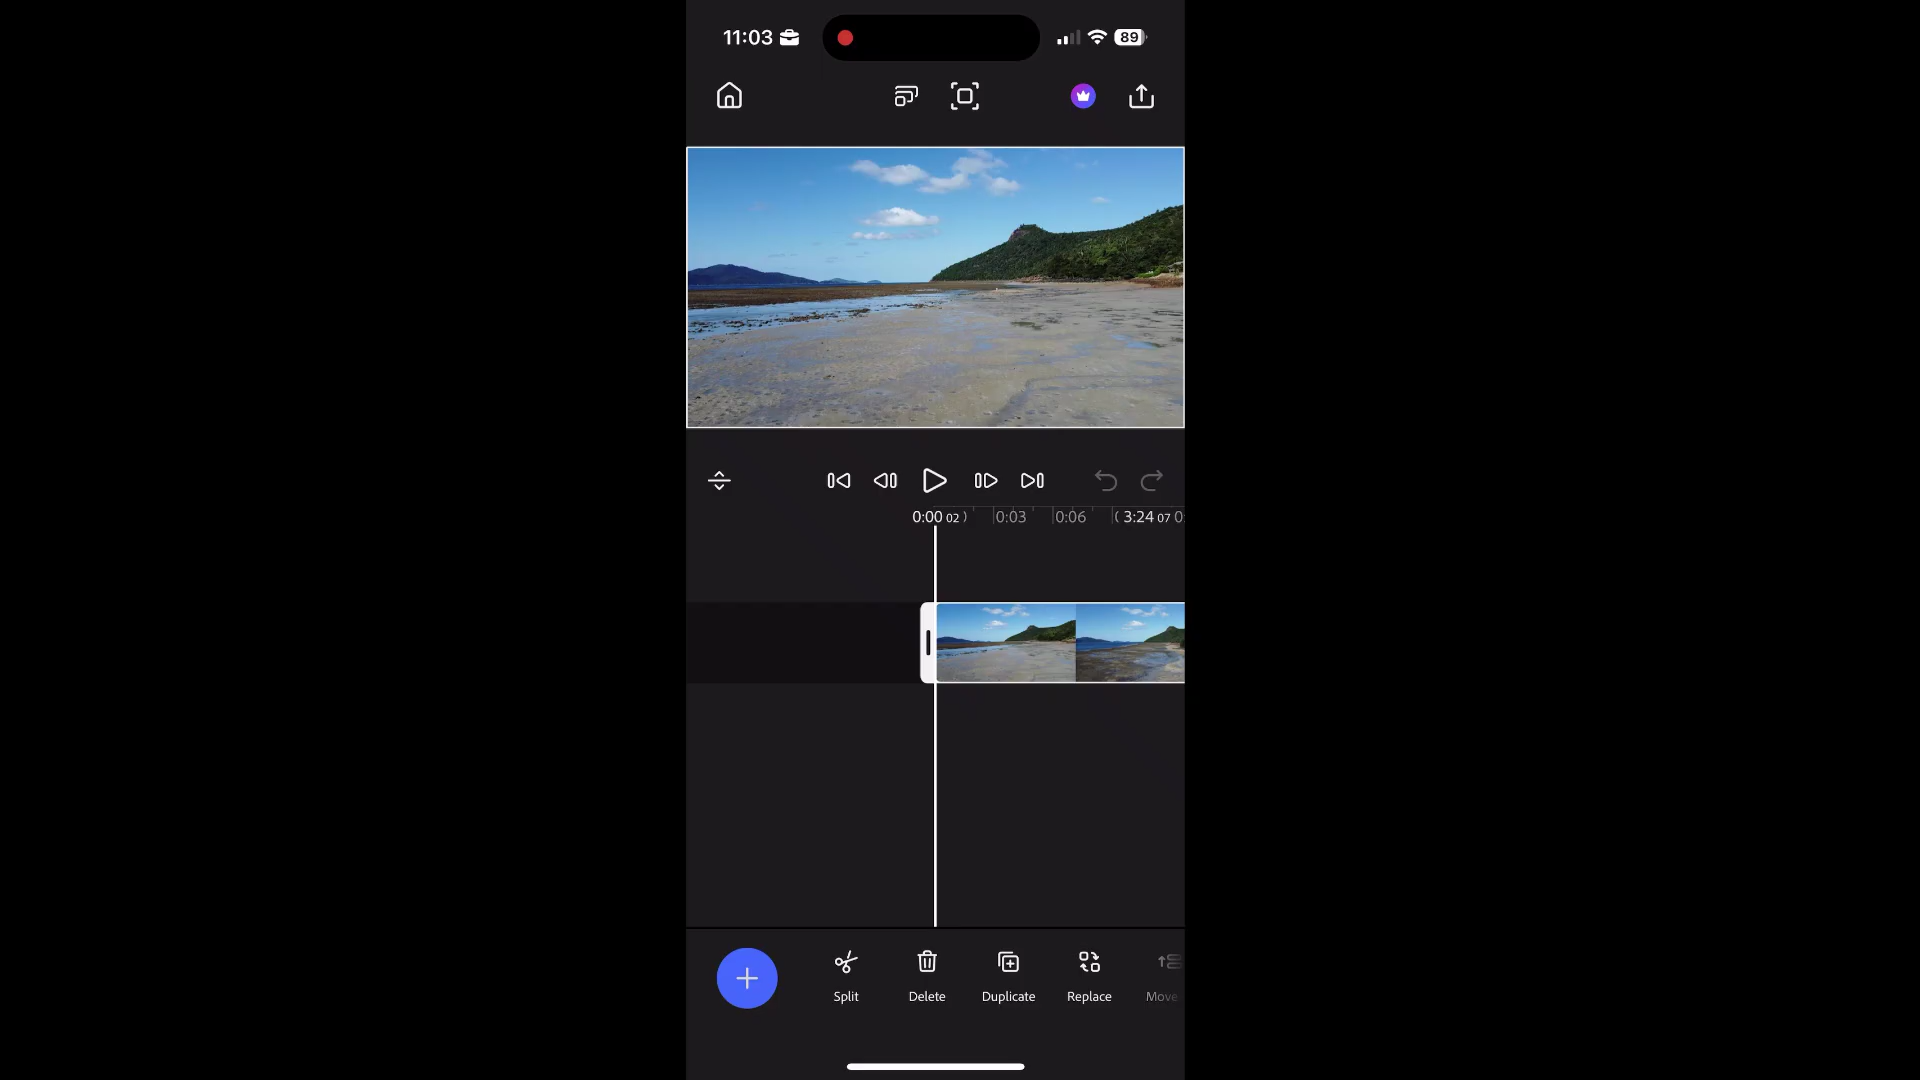 11:03
89
0:00 02 ) 0:03 0:06 ( 3:24 07
Split Delete Duplicate Replace Move